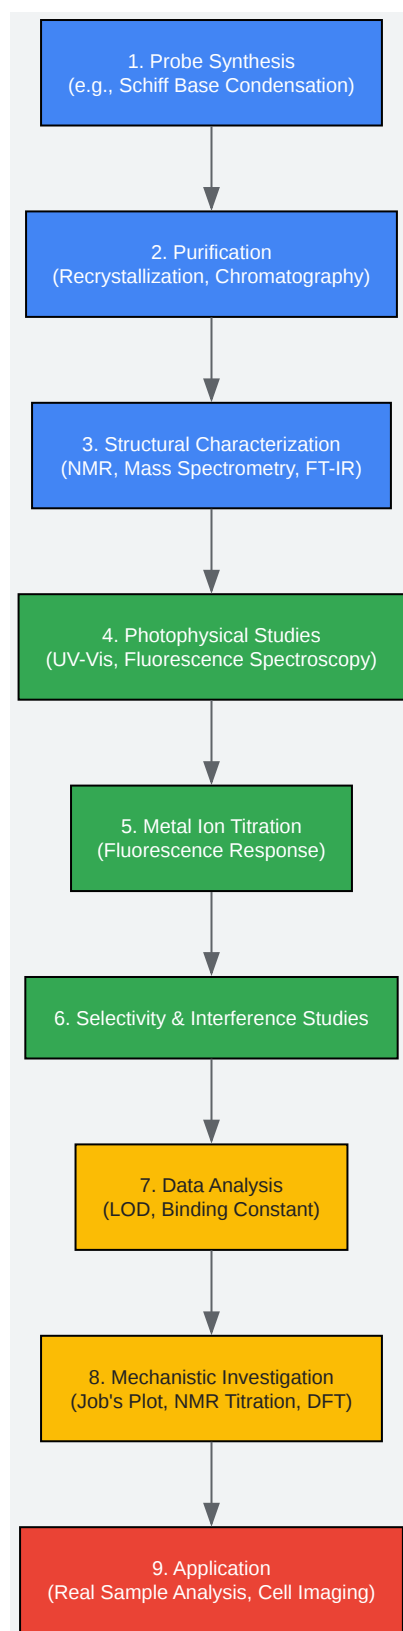 1. Probe Synthesis
(e.g., Schiff Base Condensation)
2. Purification
(Recrystallization, Chromatography)
3. Structural Characterization
(NMR, Mass Spectrometry, FT-IR)
4. Photophysical Studies
(UV-Vis, Fluorescence Spectroscopy)
5. Metal Ion Titration
(Fluorescence Response)
6. Selectivity & Interference Studies
7. Data Analysis
(LOD, Binding Constant)
8. Mechanistic Investigation
(Job's Plot, NMR Titration, DFT)
9. Application
(Real Sample Analysis, Cell Imaging)